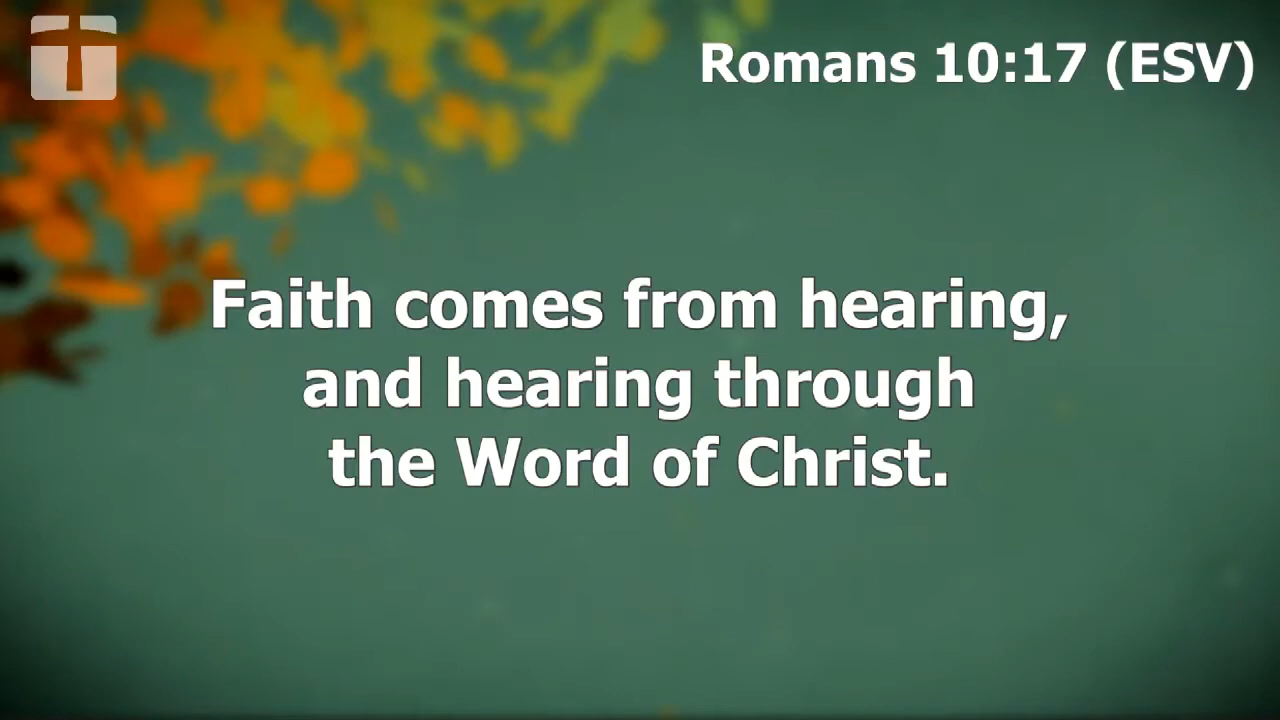 Romans 10:17 (ESV)
Faith comes from hearing,
and hearing through
the Word of Christ.